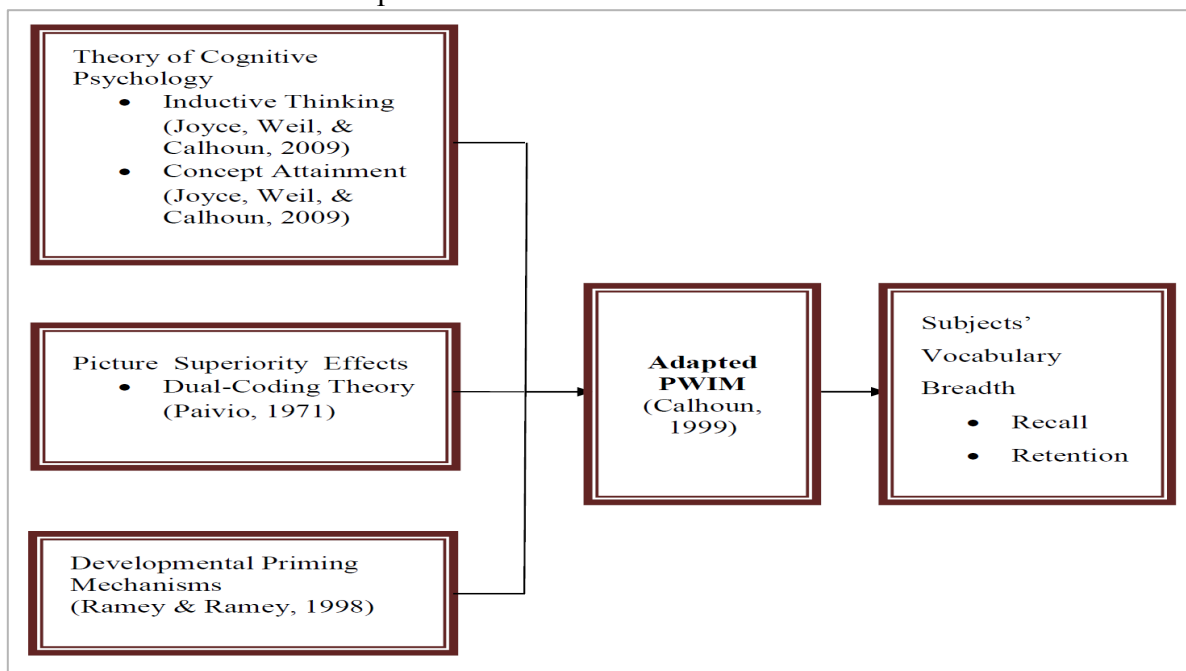 Theory of Cognitive
Psychology
• Inductive Thinking
(Joyce, Weil, &
Calhoun, 2009)
• Concept Attainment
(Joyce, Weil, &
Calhoun, 2009)
Picture Superiority Effects
• Dual-Coding Theory
(Paivio, 1971)
Developmental Priming
Mechanisms
(Ramey & Ramey, 1998)
Adapted
PWIM
(Calhoun,
1999)
Subjects’
Vocabulary
Breadth
• Recall
• Retention